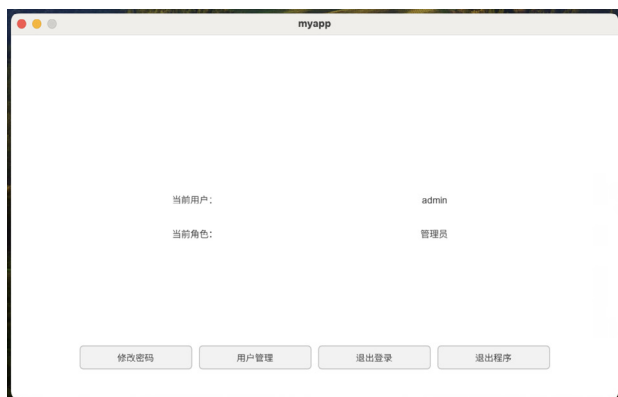 myapp
当前用户： admin
当前角色： 管理员
修改密码 用户管理 退出登录 退出程序